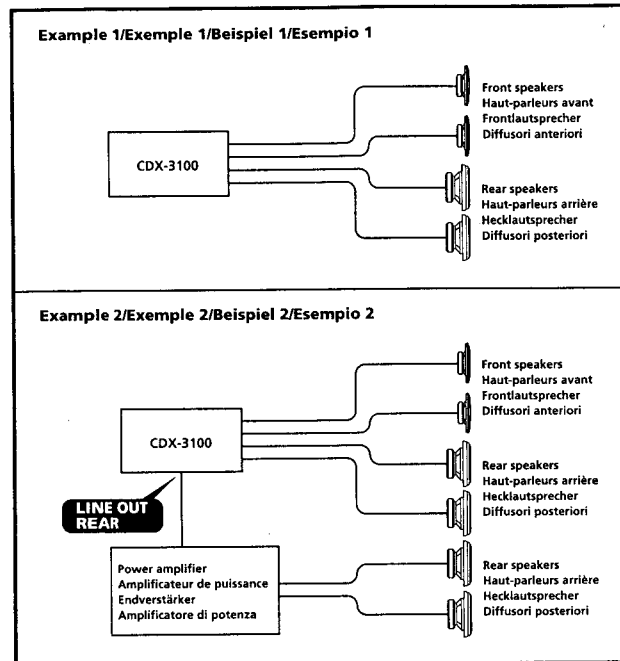 Example 1/Exemple 1/Beispiel 1/Esempio 1
CDX-3100
Front speakers
Haut-parleurs avant
Frontlautsprecher
Diffusori anteriori
Rear speakers
Haut-parleurs arrière
Hecklautsprecher
Diffusori posteriori
Example 2/Exemple 2/Beispiel 2/Esempio 2
CDX-3100
Front speakers
Haut-parleurs avant
Frontlautsprecher
Diffusori anteriori
Rear speakers
Haut-parleurs arrière
Hecklautsprecher
Diffusori posteriori
LINE OUT
REAR
Power amplifier
Amplificateur de puissance
Endverstärker
Amplificatore di potenza
Rear speakers
Haut-parleurs arrière
Hecklautsprecher
Diffusori posteriori